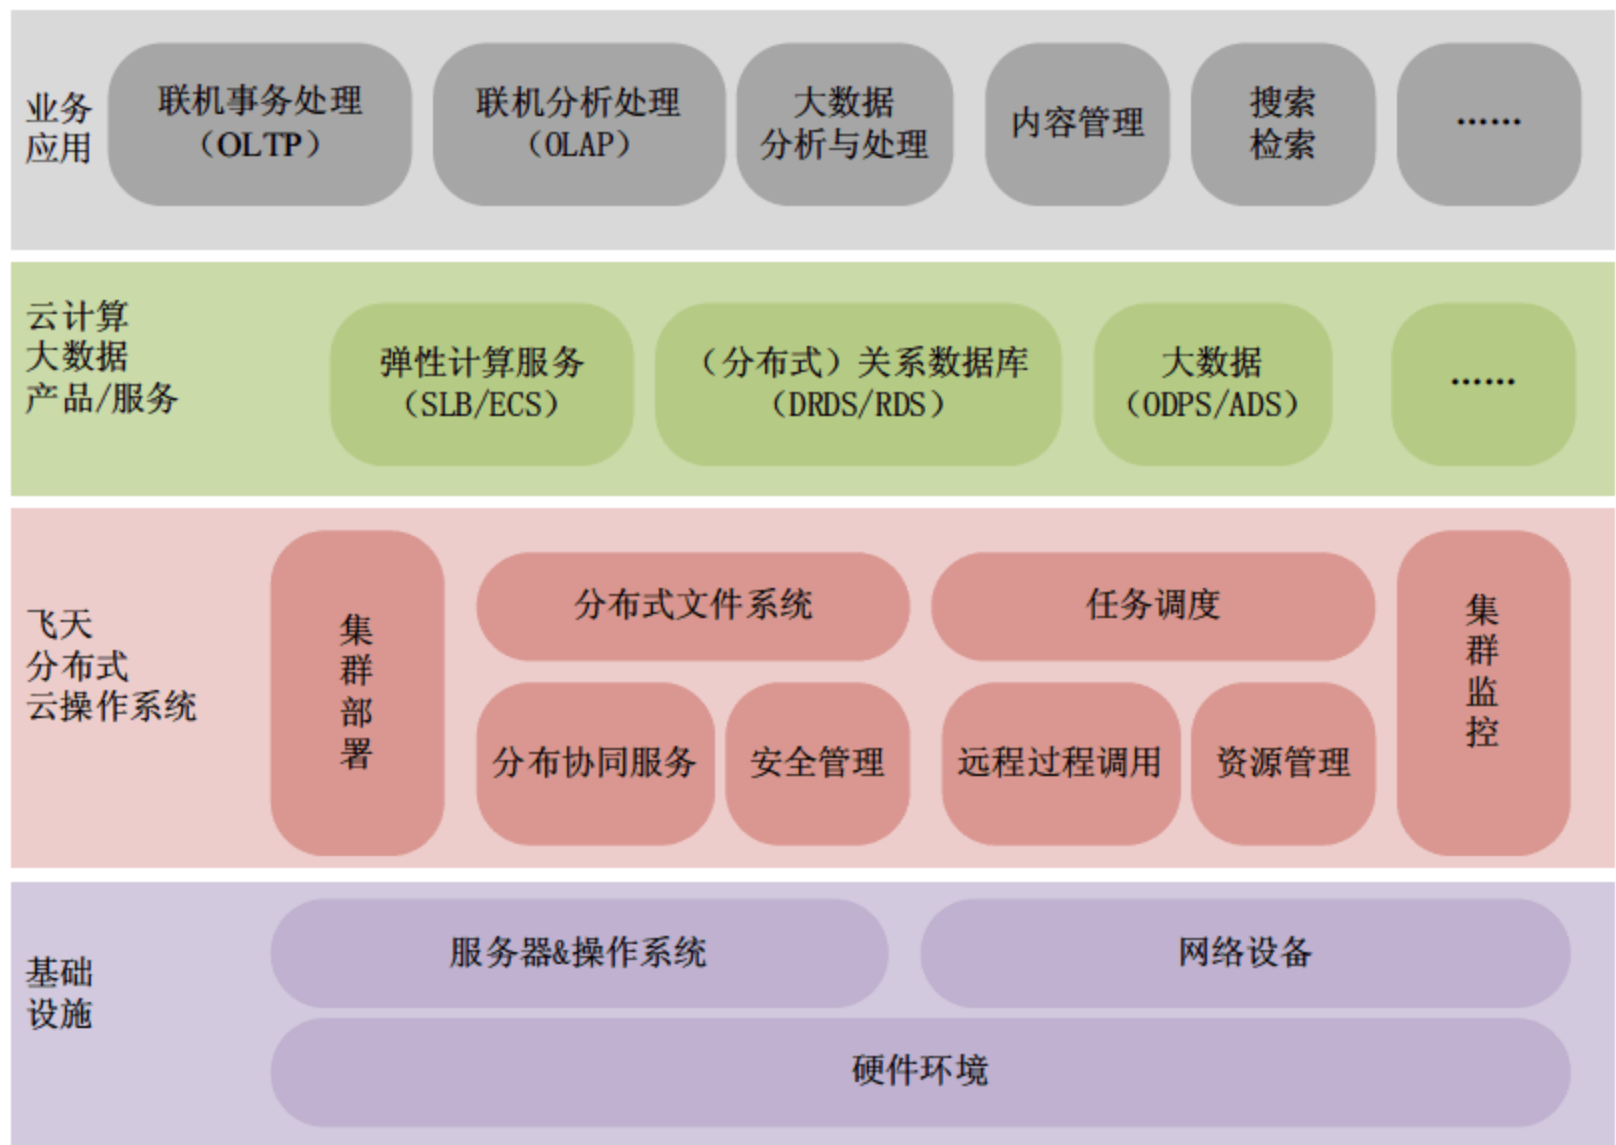 业务
应用
联机事务处理
（OLTP）
联机分析处理
（OLAP）
大数据
分析与处理
内容管理
搜索
检索
……
云计算
大数据
产品/服务
弹性计算服务
（SLB/ECS）
（分布式）关系数据库
（DRDS/RDS）
大数据
（ODPS/ADS）
……
飞天
分布式
云操作系统
集
群
部
署
分布式文件系统
任务调度
分布协同服务
安全管理
远程过程调用
资源管理
集
群
监
控
基础
设施
服务器&操作系统
网络设备
硬件环境